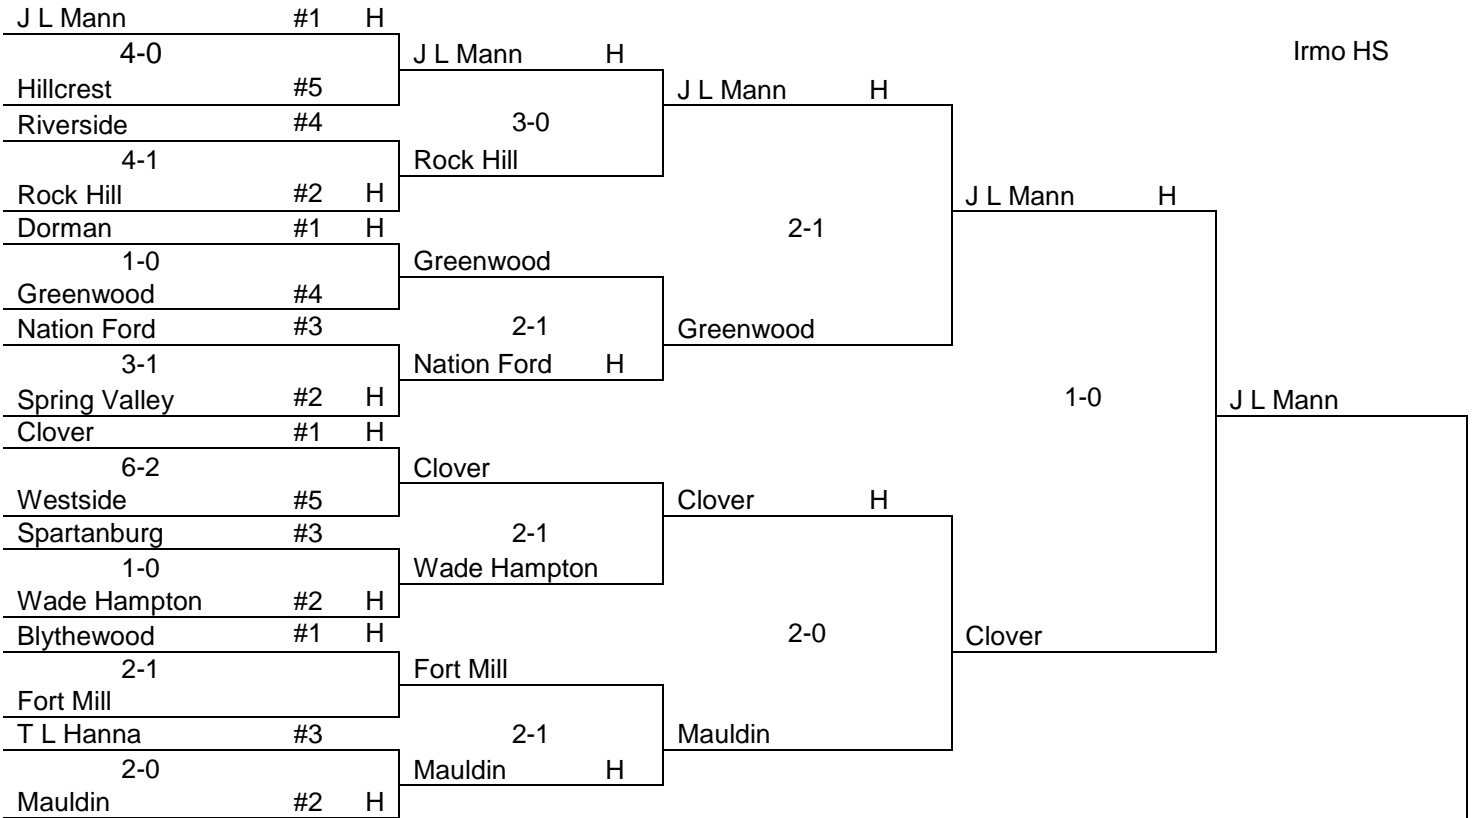 J L Mann #1 H
4-0 J L Mann H Irmo HS
Hillcrest #5 J L Mann H
Riverside #4 3-0
4-1 Rock Hill
Rock Hill #2 H J L Mann H
Dorman #1 H 2-1
1-0 Greenwood
Greenwood #4
Nation Ford #3 2-1 Greenwood
3-1 Nation Ford H
Spring Valley #2 H 1-0 J L Mann
Clover #1 H
6-2 Clover
Westside #5 Clover H
Spartanburg #3 2-1
1-0 Wade Hampton
Wade Hampton #2 H
Blythewood #1 H 2-0 Clover
2-1 Fort Mill
Fort Mill
T L Hanna #3 2-1 Mauldin
2-0 Mauldin H
Mauldin #2 H